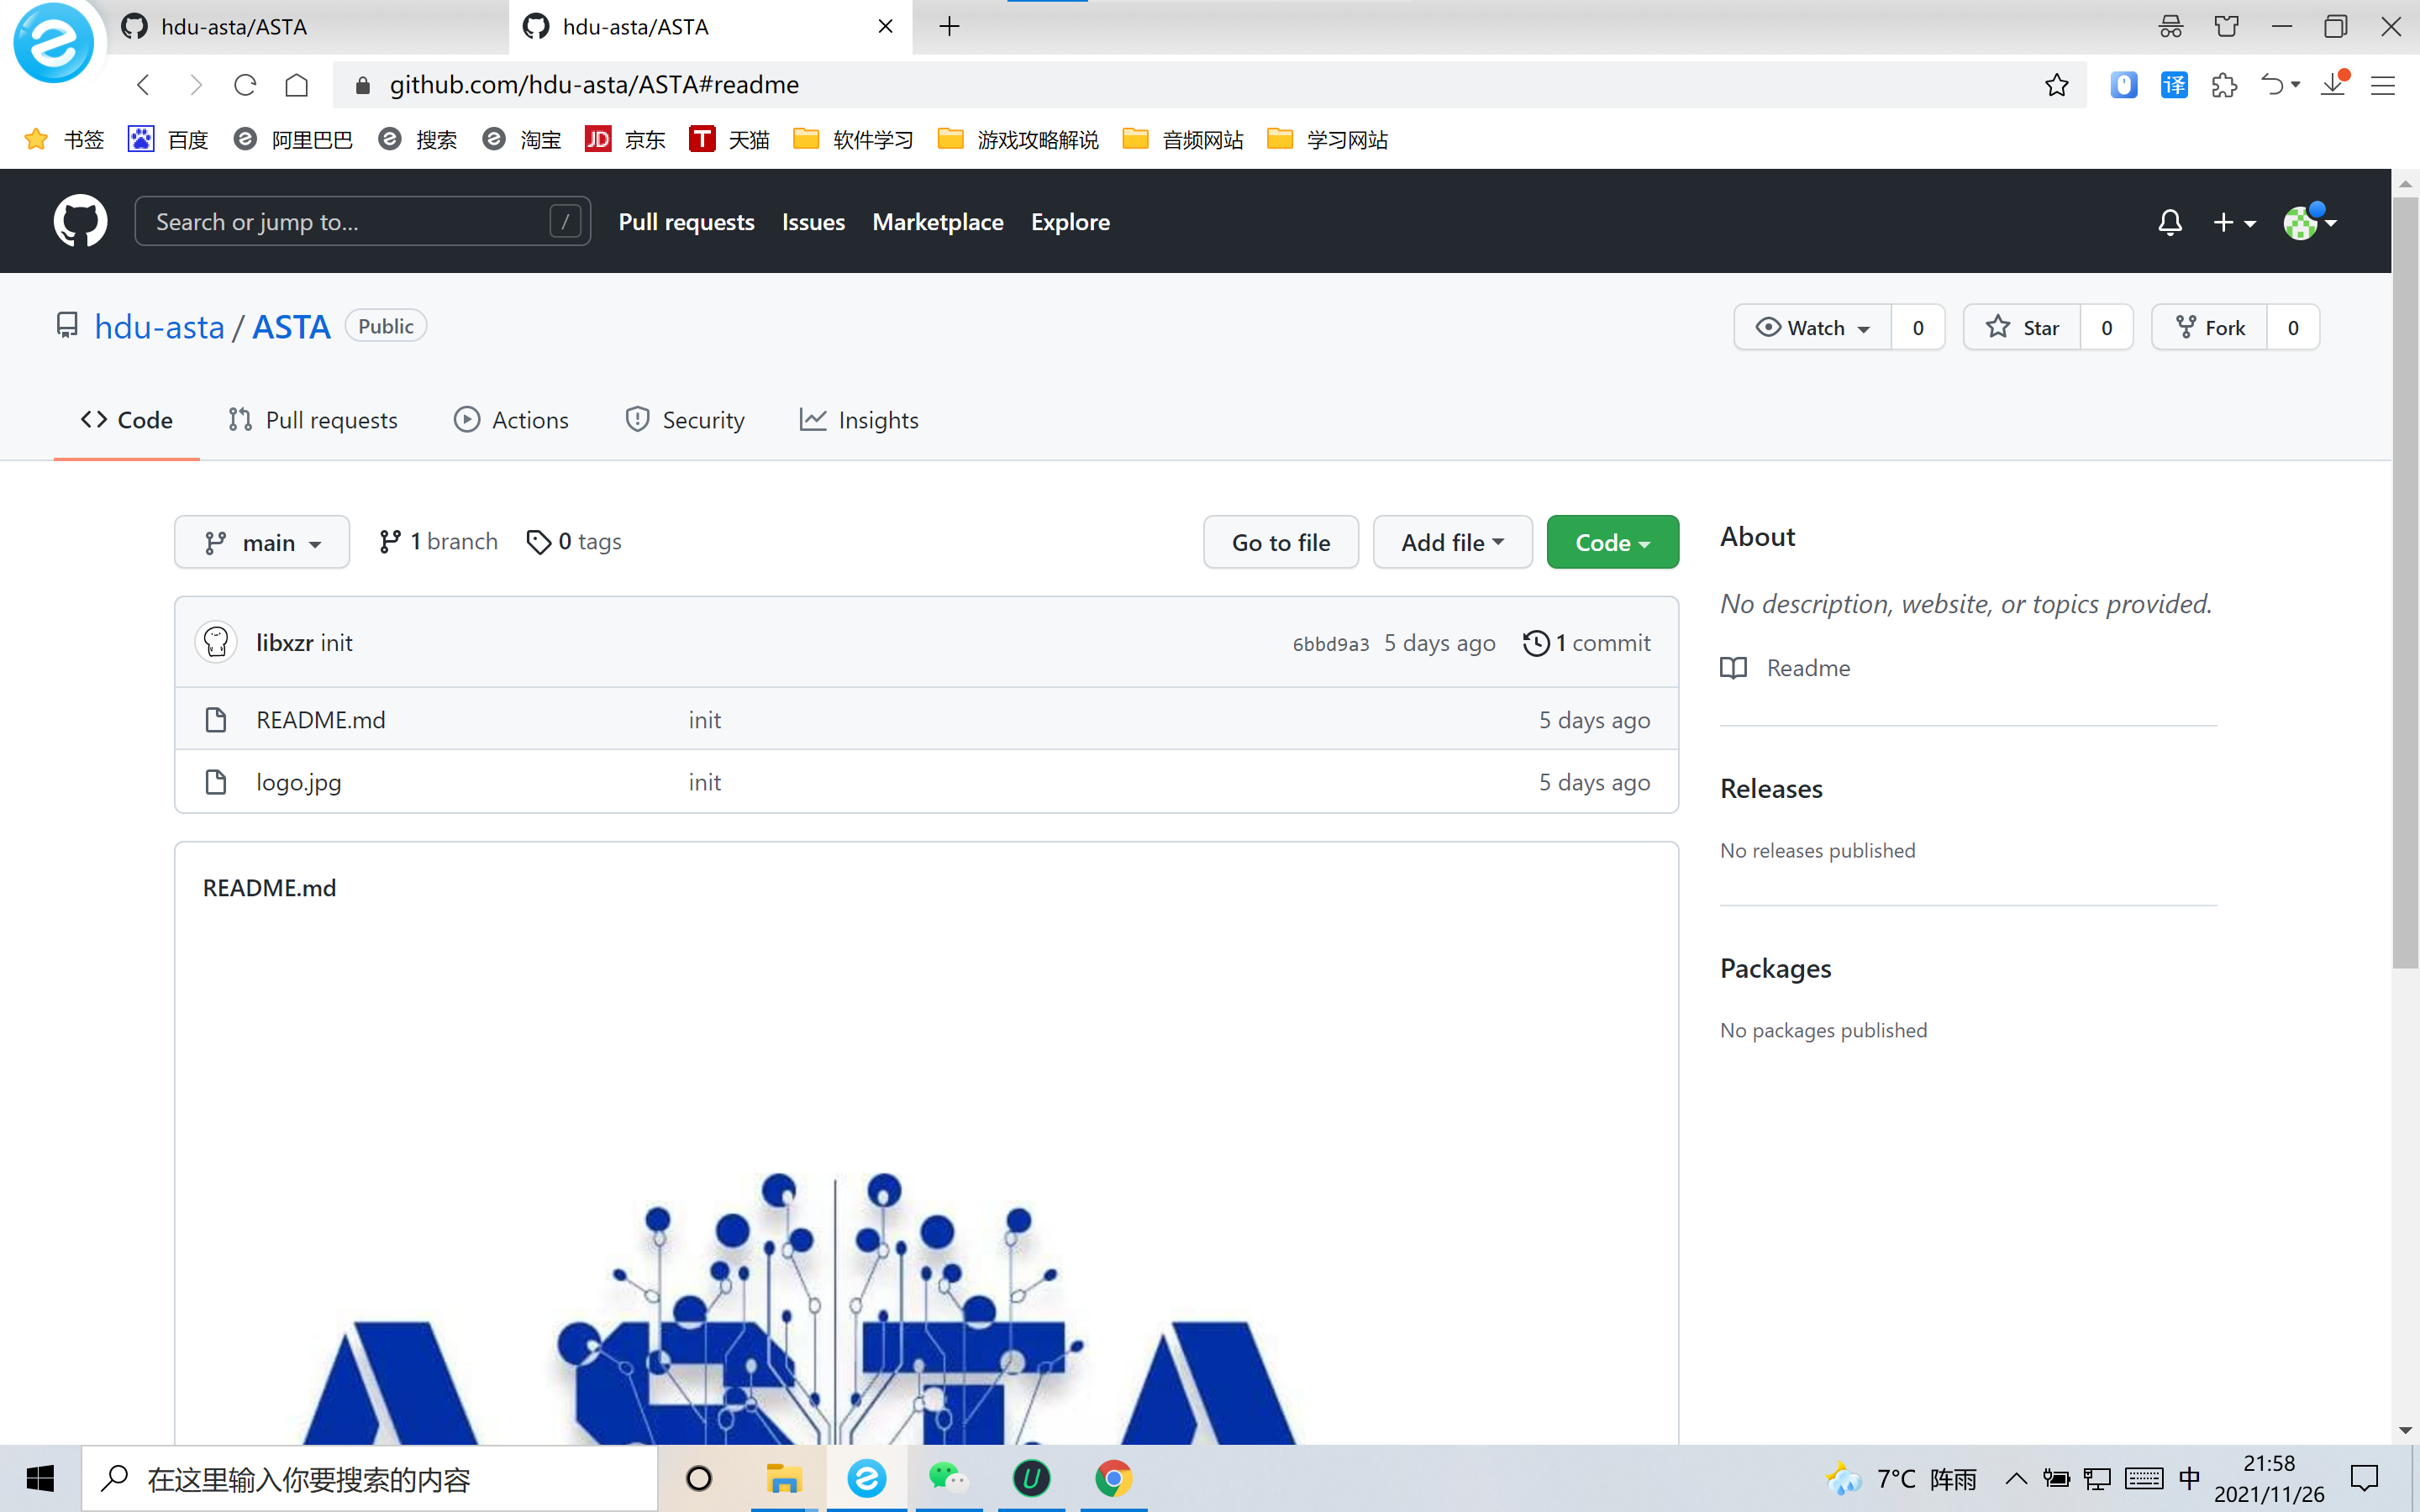 hdu-asta/ASTA
hdu-asta/ASTA
github.com/hdu-asta/ASTA#readme
译
书签 百度 阿里巴巴 搜索 淘宝 JD 京东 T 天猫 软件学习 游戏攻略解说 音频网站 学习网站
Search or jump to... / Pull requests Issues Marketplace Explore
hdu-asta / ASTA Public
Watch 0 Star 0 Fork 0
Code Pull requests Actions Security Insights
main 1 branch 0 tags Go to file Add file Code
libxzr init 6bbd9a3 5 days ago 1 commit
README.md init 5 days ago
logo.jpg init 5 days ago
README.md
ASTA
About
No description, website, or topics provided.
Readme
Releases
No releases published
Packages
No packages published
在这里输入你要搜索的内容
7°C 阵雨
中
21:58
2021/11/26